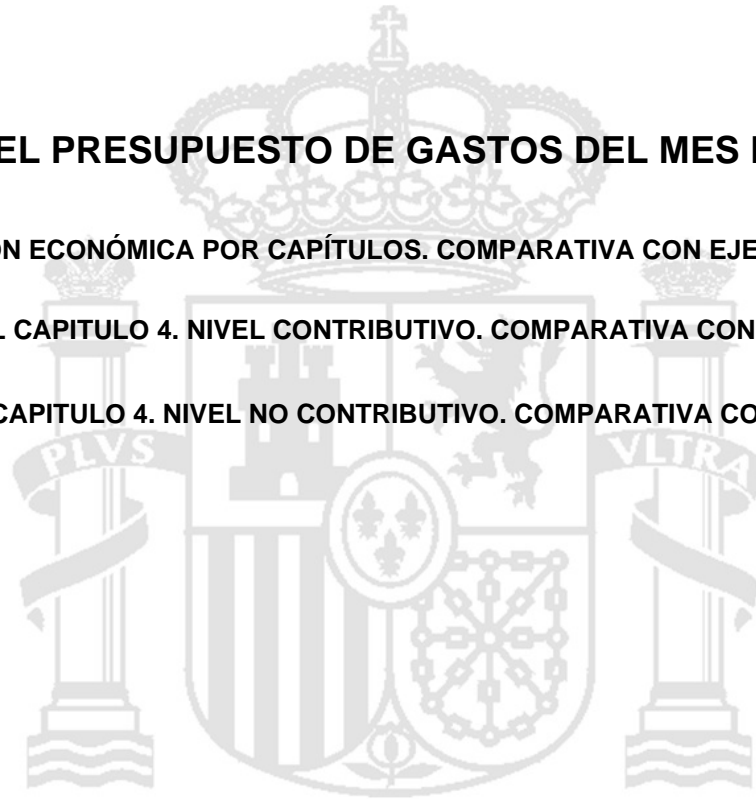 EL PRESUPUESTO DE GASTOS DEL MES
ÓN ECONÓMICA POR CAPÍTULOS. COMPARATIVA CON EJE
L CAPITULO 4. NIVEL CONTRIBUTIVO. COMPARATIVA CON
CAPITULO 4. NIVEL NO CONTRIBUTIVO. COMPARATIVA CO
PLVS VLTRA